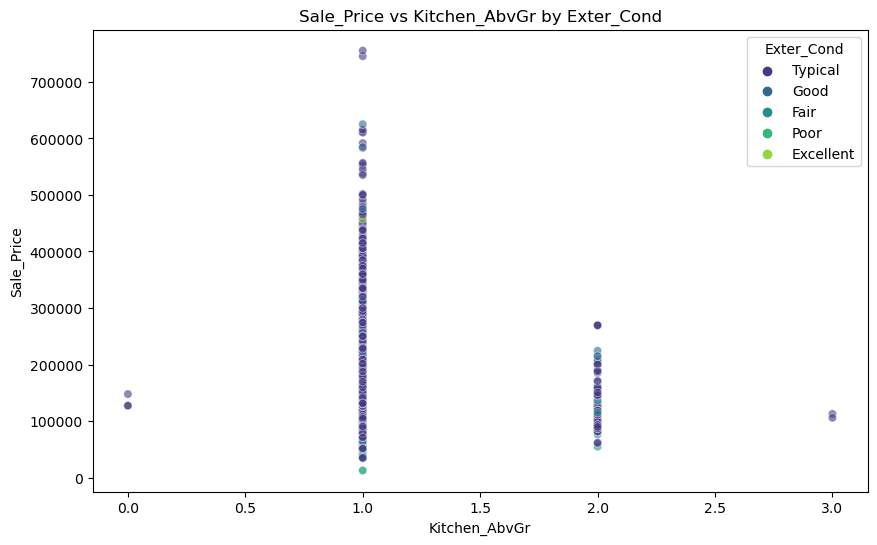 Sale_Price vs Kitchen_AbvGr by Exter_Cond
Exter_Cond
Typical
Good
Fair
Poor
Excellent
Sale_Price
700000
600000
500000
400000
300000
200000
100000
0
0.0
0.5
1.0
1.5
2.0
2.5
3.0
Kitchen_AbvGr